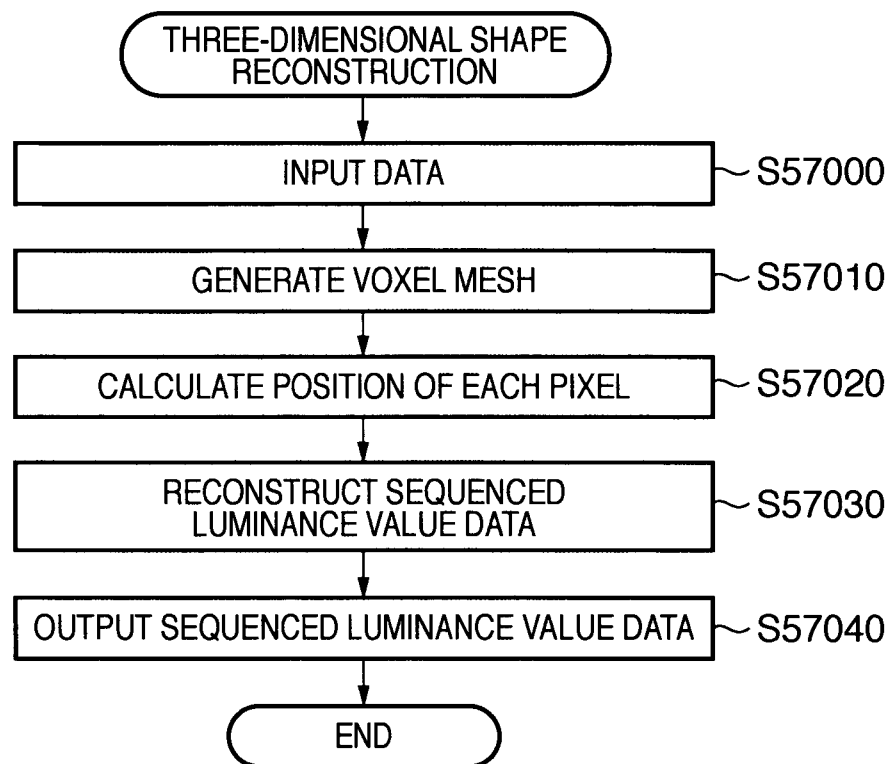 THREE-DIMENSIONAL SHAPE
RECONSTRUCTION
INPUT DATA
S57000
GENERATE VOXEL MESH
S57010
CALCULATE POSITION OF EACH PIXEL
S57020
RECONSTRUCT SEQUENCED
LUMINANCE VALUE DATA
S57030
OUTPUT SEQUENCED LUMINANCE VALUE DATA
S57040
END